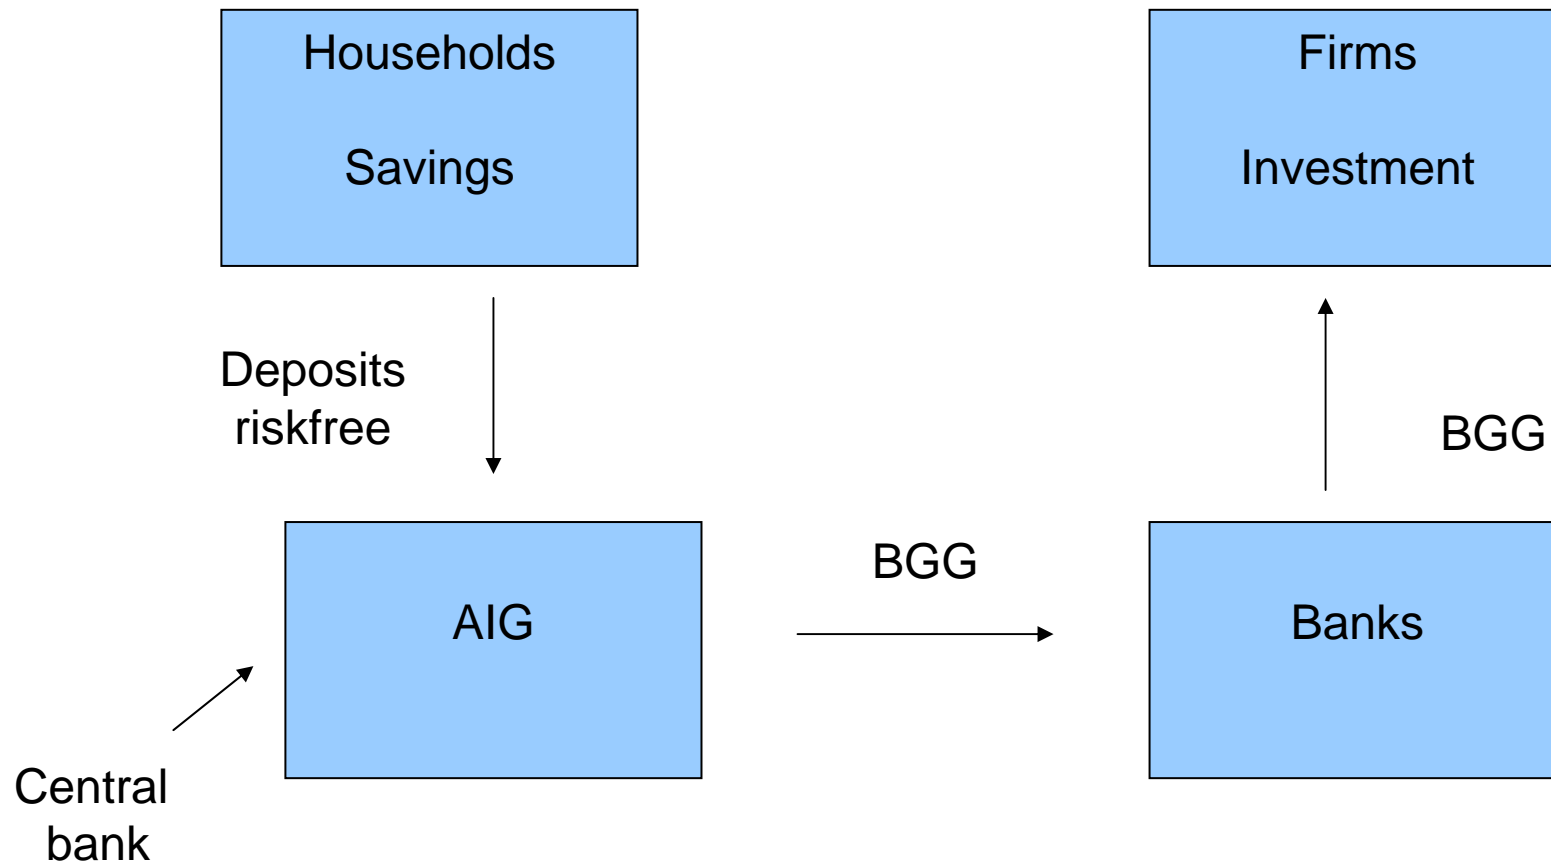 Households
Savings
Firms
Investment
Deposits
riskfree
BGG
BGG
AIG
Banks
Central
bank